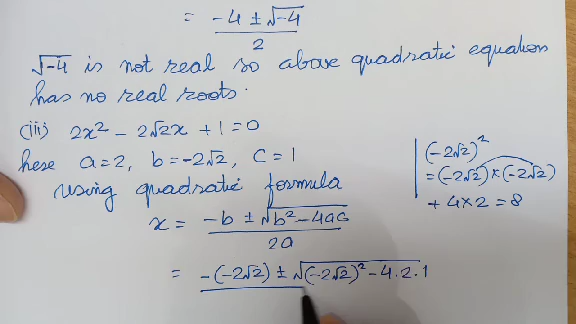 = -4 ± √-4
2
√-4 is not real so above quadratic equation
has no real roots.
(iii) 2x² - 2√2x + 1 = 0
here a = 2, b = -2√2, c = 1
using quadratic formula
x = -b ± √b² - 4ac
2a
= -(-2√2) ± √(-2√2)² - 4.2.1
(-2√2)²
= (-2√2) × (-2√2)
+ 4 × 2 = 8